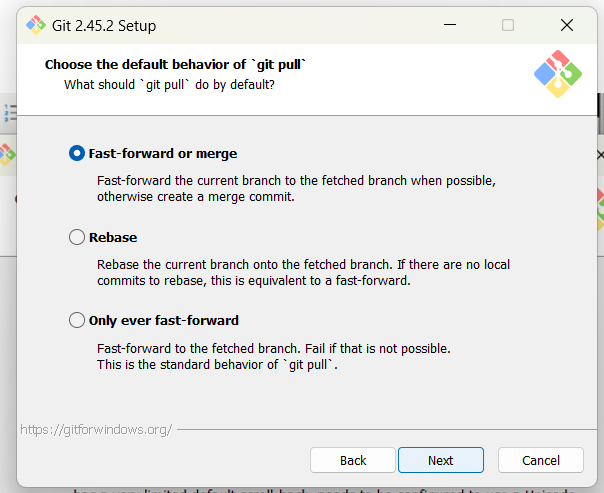 Git 2.45.2 Setup
Choose the default behavior of `git pull`
What should `git pull` do by default?
Fast-forward or merge
Fast-forward the current branch to the fetched branch when possible,
otherwise create a merge commit.
Rebase
Rebase the current branch onto the fetched branch. If there are no local
commits to rebase, this is equivalent to a fast-forward.
Only ever fast-forward
Fast-forward to the fetched branch. Fail if that is not possible.
This is the standard behavior of `git pull`.
https://gitforwindows.org/
Back
Next
Cancel